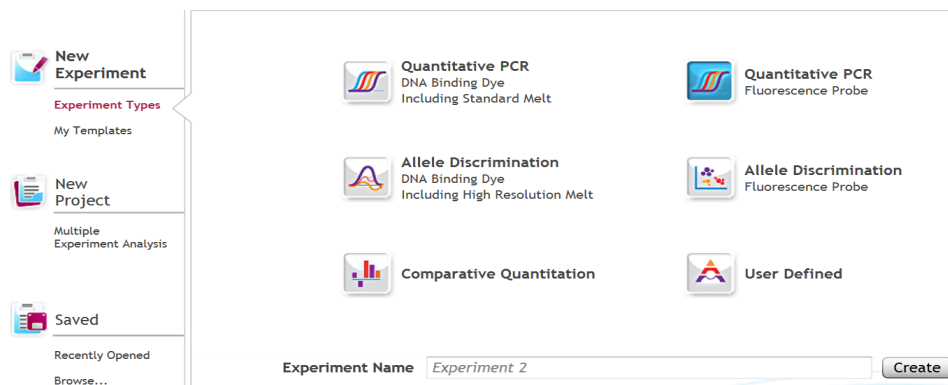 New
Experiment
Experiment Types
My Templates
New
Project
Multiple
Experiment Analysis
Saved
Recently Opened
Browse...
Quantitative PCR
DNA Binding Dye
Including Standard Melt
Quantitative PCR
Fluorescence Probe
Allele Discrimination
DNA Binding Dye
Including High Resolution Melt
Allele Discrimination
Fluorescence Probe
Comparative Quantitation
User Defined
Experiment Name Experiment 2 Create